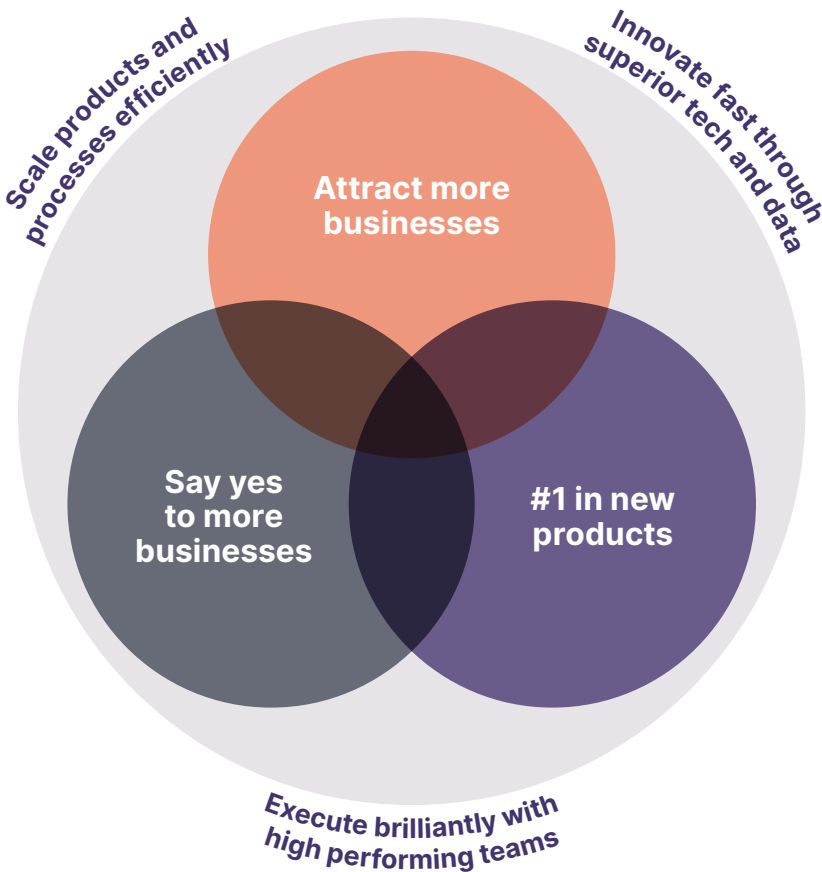 Scale products and
processes efficiently
Innovate fast through
superior tech and data
Attract more
businesses
Say yes
to more
businesses
#1 in new
products
Execute brilliantly with
high performing teams